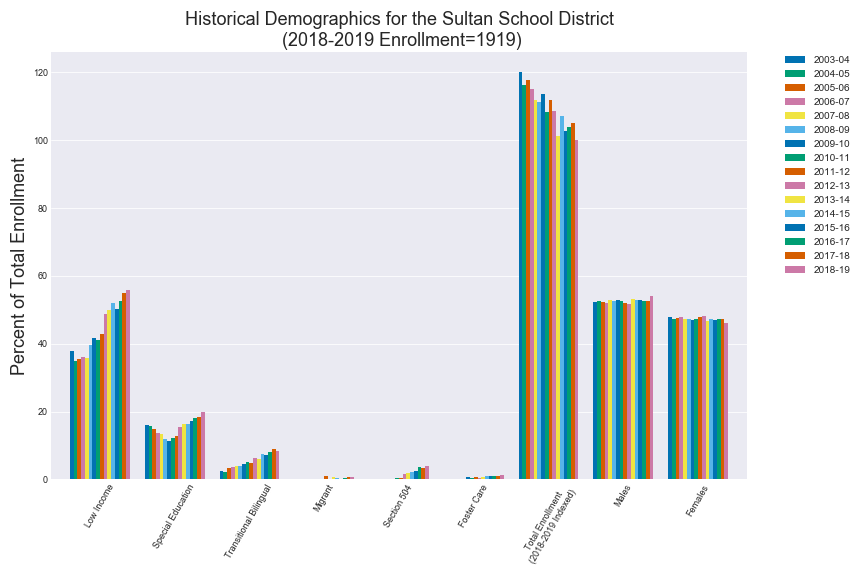 Historical Demographics for the Sultan School District
(2018-2019 Enrollment=1919)
Percent of Total Enrollment
120
100
80
60
40
20
0
Low Income
Special Education
Transitional Bilingual
Migrant
Section 504
Foster Care
Total Enrollment
(2018-2019 Indexed)
Males
Females
2003-04
2004-05
2005-06
2006-07
2007-08
2008-09
2009-10
2010-11
2011-12
2012-13
2013-14
2014-15
2015-16
2016-17
2017-18
2018-19